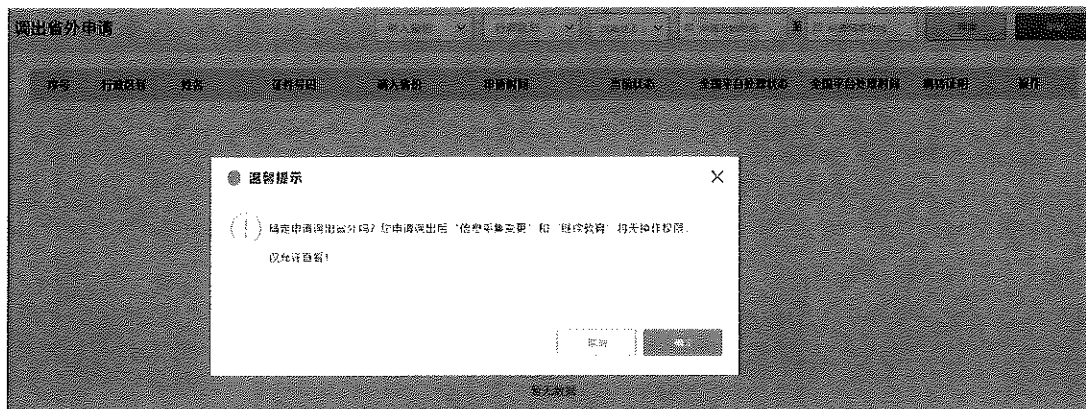 调出省外申请
调入省份
序号 行政区划 姓名 证件号码 调入省份 申请时间 当前状态 全国平台处理状态 全国平台处理时间 调转证明 操作
温馨提示
确定申请调出省外吗？您申请调出后“信息采集变更”和“继续教育”将无操作权限，
仅允许查看！
取消 确定
暂无数据